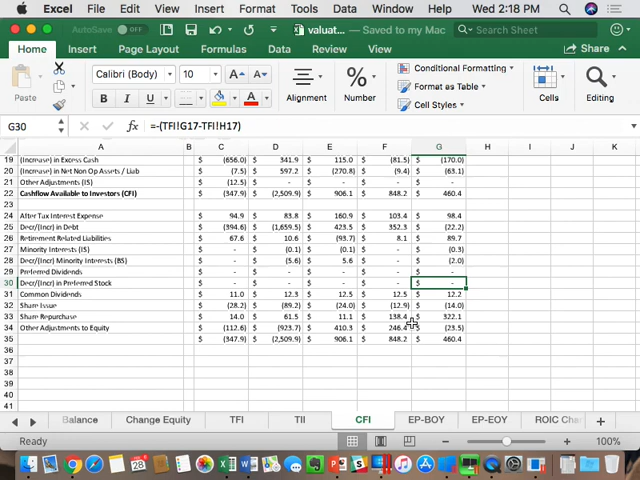 Excel File Edit View Insert Format Tools Data Window Help Wed 2:18 PM
AutoSave OFF valuat... — Saved to my Mac Search Sheet
Home Insert Page Layout Formulas Data Review View Share
Paste Calibri (Body) 10 A A Alignment % Number Conditional Formatting Format as Table Cell Styles Cells Editing
B I U A
G30 fx =-(TFI!G17-TFI!H17)
A B C D E F G H I J K
19 (Increase) in Excess Cash $ (656.0) $ 341.9 $ 115.0 $ (81.5) $ (170.0)
20 (Increase) in Net Non Op Assets / Liab $ (7.5) $ 597.2 $ (270.8) $ (9.4) $ (63.1)
21 Other Adjustments (IS) $ (12.5) $ - $ - $ - $ -
22 Cashflow Available to Investors (CFI) $ (347.9) $ (2,509.9) $ 906.1 $ 848.2 $ 460.4
23
24 After Tax Interest Expense $ 94.9 $ 83.8 $ 160.9 $ 103.4 $ 98.4
25 Decr/(Incr) in Debt $ (394.6) $ (1,659.5) $ 423.5 $ 352.3 $ (22.2)
26 Retirement Related Liabilities $ 67.6 $ 10.6 $ (93.7) $ 8.1 $ 89.7
27 Minority Interests (IS) $ - $ (0.1) $ (0.1) $ - $ (0.3)
28 Decr/(Incr) Minority Interests (BS) $ - $ (5.6) $ 5.6 $ - $ (2.0)
29 Preferred Dividends $ - $ - $ - $ - $ -
30 Decr/(Incr) in Preferred Stock $ - $ - $ - $ - $ -
31 Common Dividends $ 11.0 $ 12.3 $ 12.5 $ 12.5 $ 12.2
32 Share Issue $ (28.2) $ (89.2) $ (24.0) $ (12.9) $ (14.0)
33 Share Repurchase $ 14.0 $ 61.5 $ 11.1 $ 138.4 $ 322.1
34 Other Adjustments to Equity $ (112.6) $ (923.7) $ 410.3 $ 246.4 $ (23.5)
35 $ (347.9) $ (2,509.9) $ 906.1 $ 848.2 $ 460.4
36
37
38
39
40
41
Balance Change Equity TFI TII CFI EP-BOY EP-EOY ROIC Cha
Ready 100%